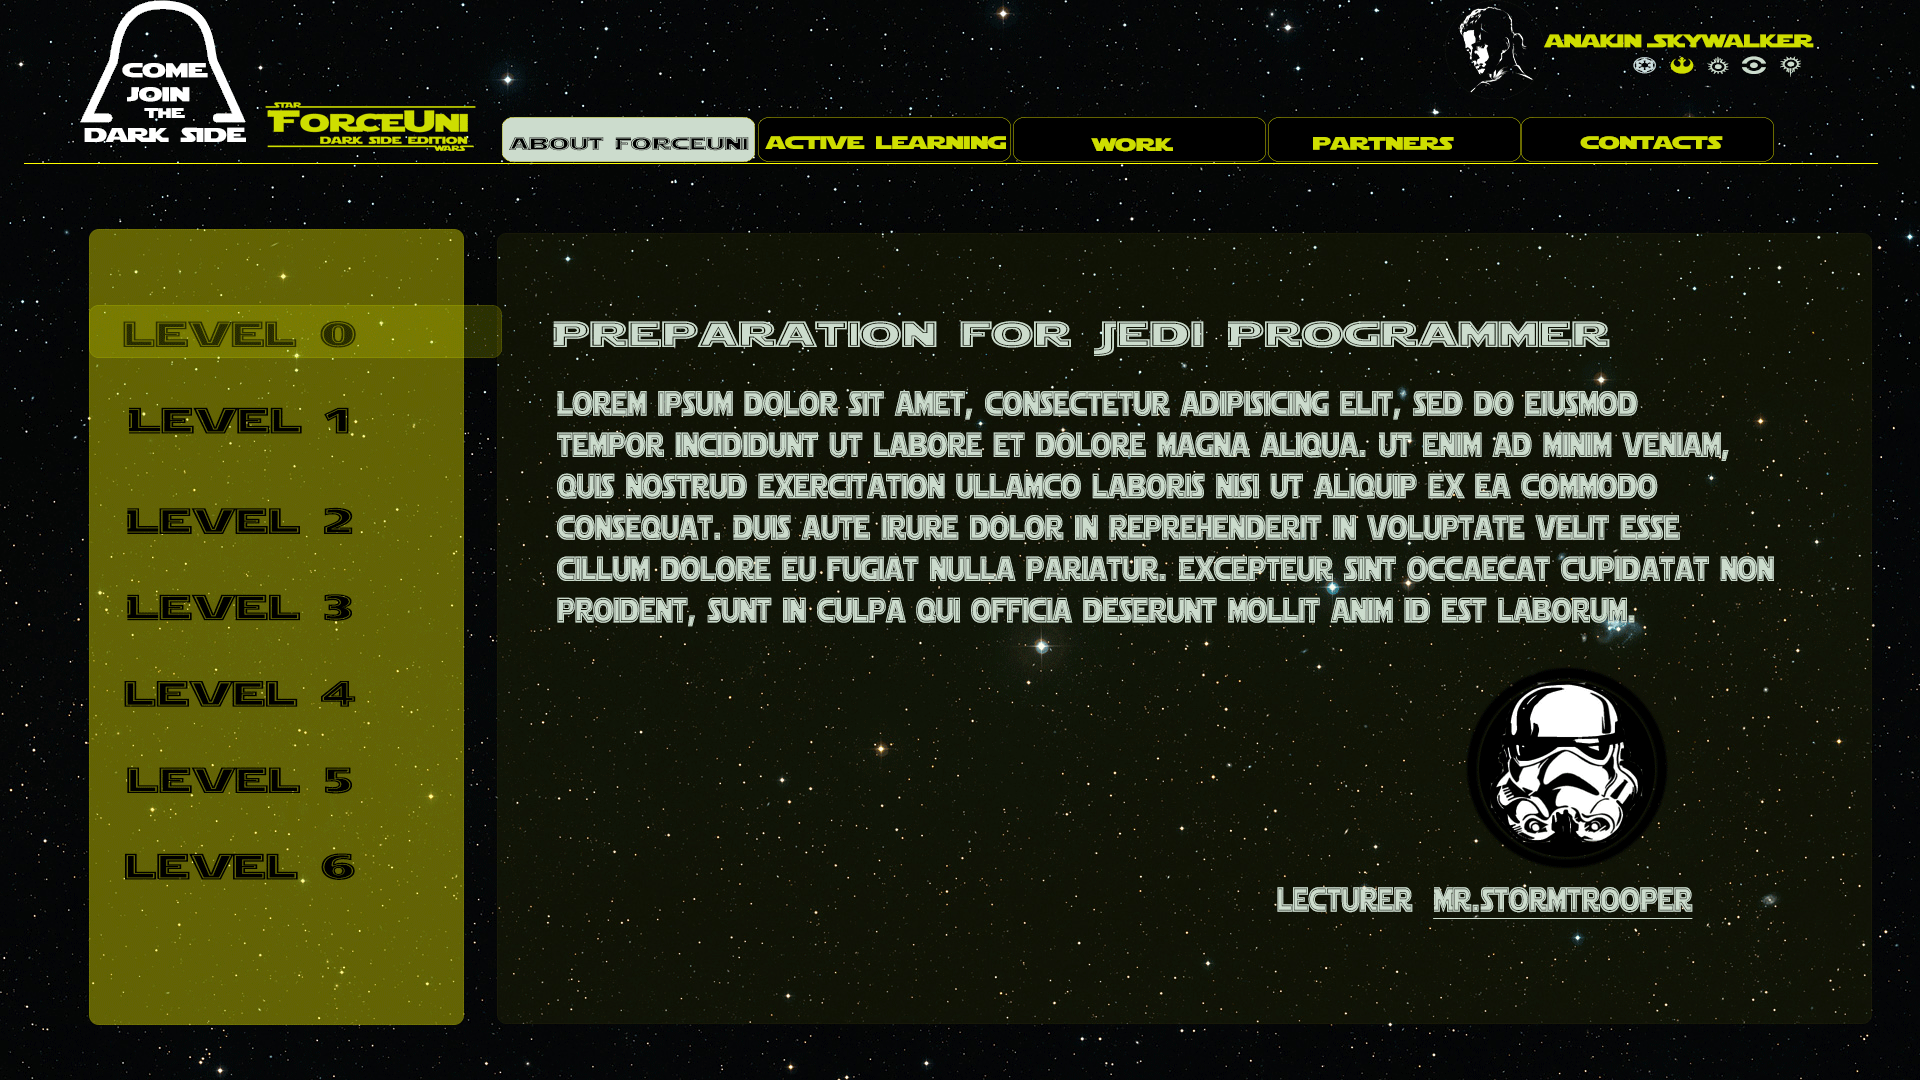 COME
JOIN
THE
DARK SIDE
STAR
FORCEUNI
DARK SIDE EDITION
WARS
ANAKIN SKYWALKER
ABOUT FORCEUNI
ACTIVE LEARNING
WORK
PARTNERS
CONTACTS
LEVEL 0
LEVEL 1
LEVEL 2
LEVEL 3
LEVEL 4
LEVEL 5
LEVEL 6
PREPARATION FOR JEDI PROGRAMMER
LOREM IPSUM DOLOR SIT AMET, CONSECTETUR ADIPISICING ELIT, SED DO EIUSMOD
TEMPOR INCIDIDUNT UT LABORE ET DOLORE MAGNA ALIQUA. UT ENIM AD MINIM VENIAM,
QUIS NOSTRUD EXERCITATION ULLAMCO LABORIS NISI UT ALIQUIP EX EA COMMODO
CONSEQUAT. DUIS AUTE IRURE DOLOR IN REPREHENDERIT IN VOLUPTATE VELIT ESSE
CILLUM DOLORE EU FUGIAT NULLA PARIATUR. EXCEPTEUR SINT OCCAECAT CUPIDATAT NON
PROIDENT, SUNT IN CULPA QUI OFFICIA DESERUNT MOLLIT ANIM ID EST LABORUM.
LECTURER MR.STORMTROOPER